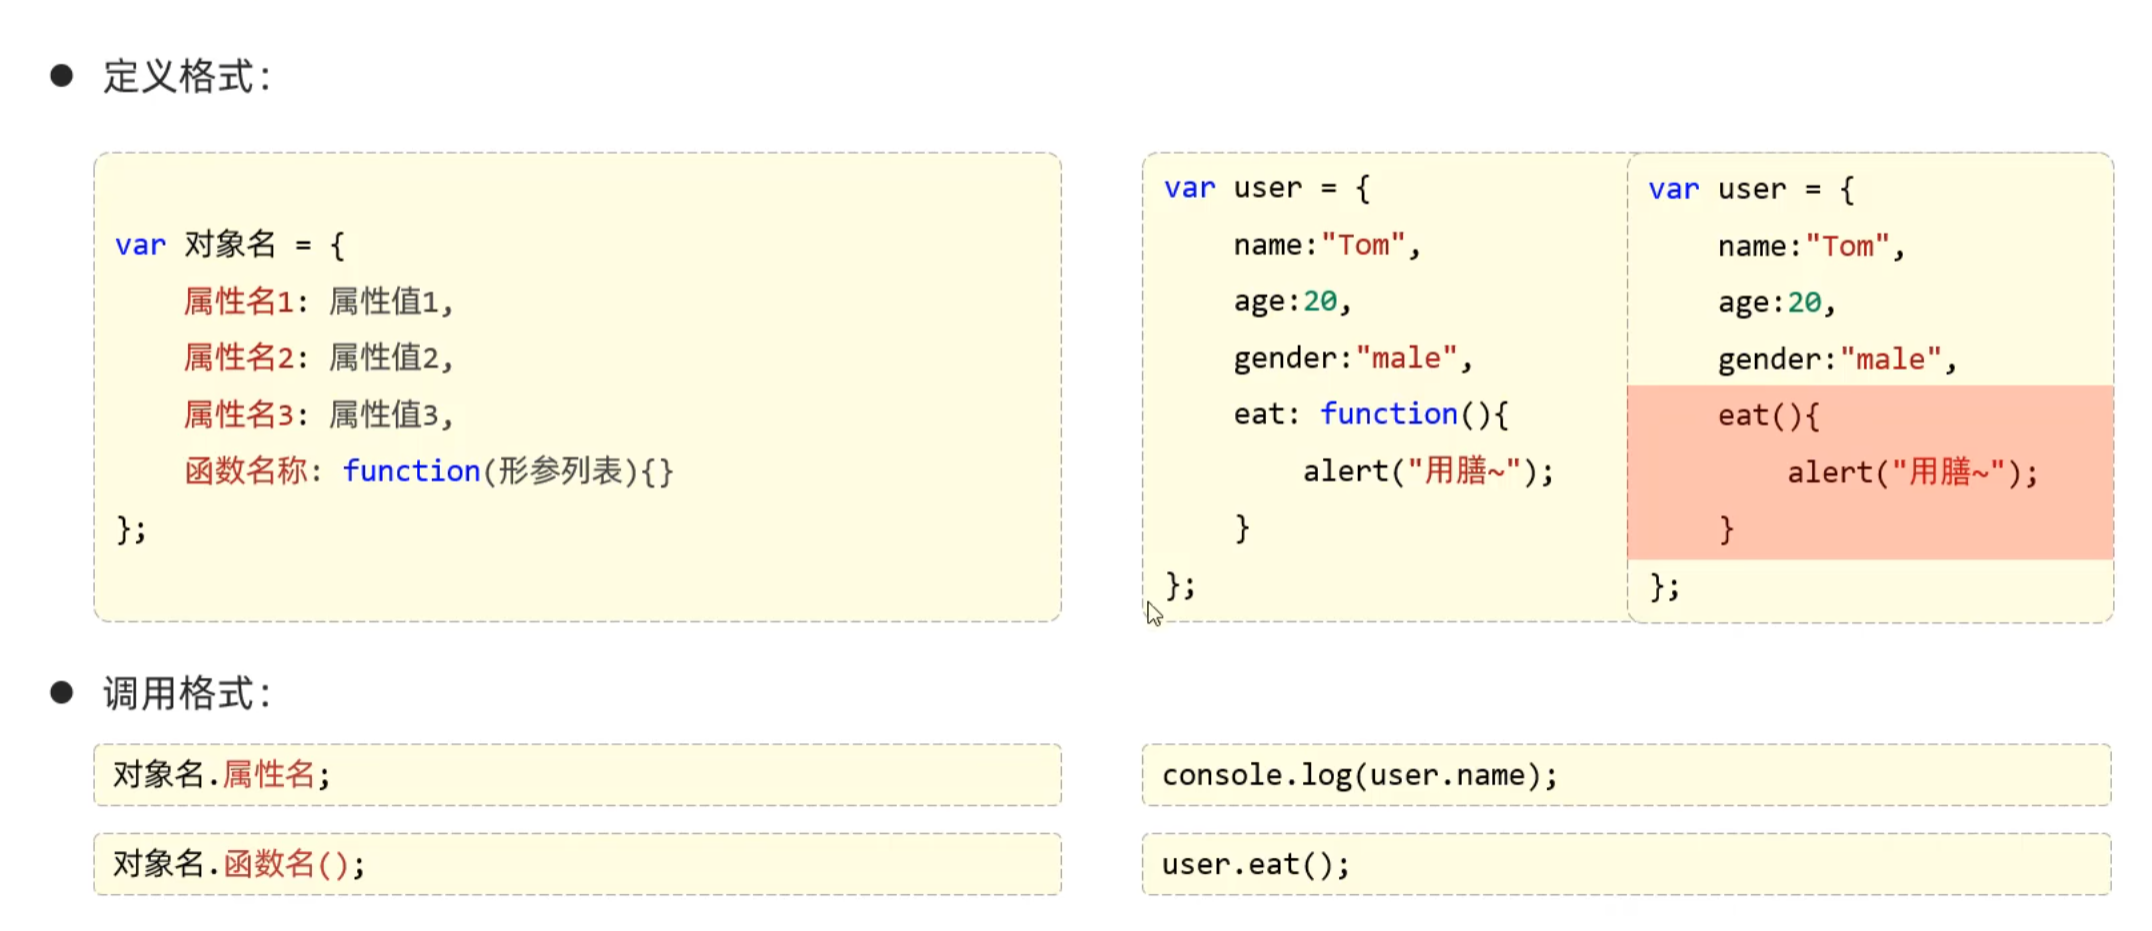 ● 定义格式:
var 对象名 = {
    属性名1: 属性值1,
    属性名2: 属性值2,
    属性名3: 属性值3,
    函数名称: function(形参列表){}
};
var user = {
    name:"Tom",
    age:20,
    gender:"male",
    eat: function(){
        alert("用膳~");
    }
};
var user = {
    name:"Tom",
    age:20,
    gender:"male",
    eat(){
        alert("用膳~");
    }
};
● 调用格式:
对象名.属性名;
console.log(user.name);
对象名.函数名();
user.eat();